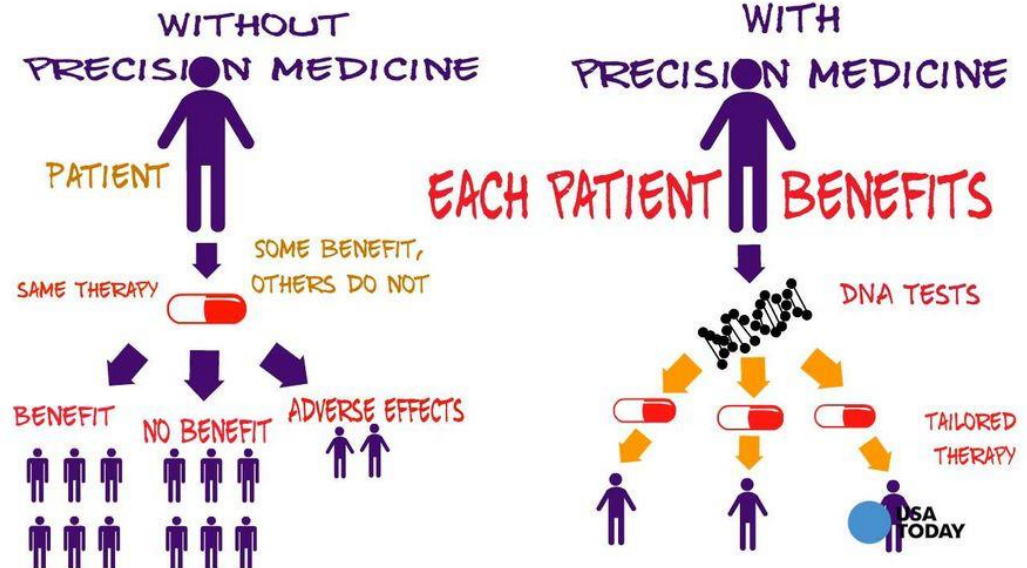 WITHOUT
PRECISION MEDICINE
PATIENT
SOME BENEFIT,
OTHERS DO NOT
SAME THERAPY
BENEFIT
NO BENEFIT
ADVERSE EFFECTS
WITH
PRECISION MEDICINE
EACH PATIENT BENEFITS
DNA TESTS
TAILORED
THERAPY
USA
TODAY